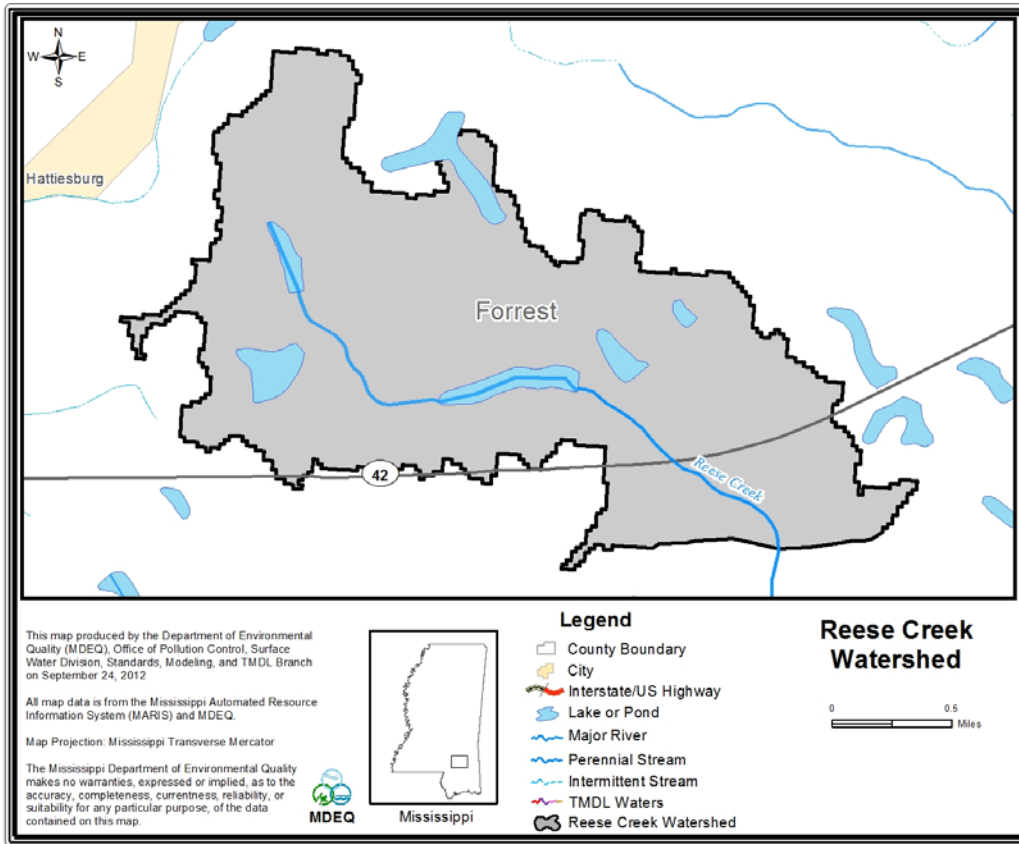 N
W E
S
Hattiesburg
Forrest
42
Reese Creek
This map produced by the Department of Environmental
Quality (MDEQ), Office of Pollution Control, Surface
Water Division, Standards, Modeling, and TMDL Branch
on September 24, 2012
All map data is from the Mississippi Automated Resource
Information System (MARIS) and MDEQ.
Map Projection: Mississippi Transverse Mercator
The Mississippi Department of Environmental Quality
makes no warranties, expressed or implied, as to the
accuracy, completeness, currentness, reliability, or
suitability for any particular purpose, of the data
contained on this map.
MDEQ
Mississippi
Legend
County Boundary
City
Interstate/US Highway
Lake or Pond
Major River
Perennial Stream
Intermittent Stream
TMDL Waters
Reese Creek Watershed
Reese Creek
Watershed
0 0.5
Miles